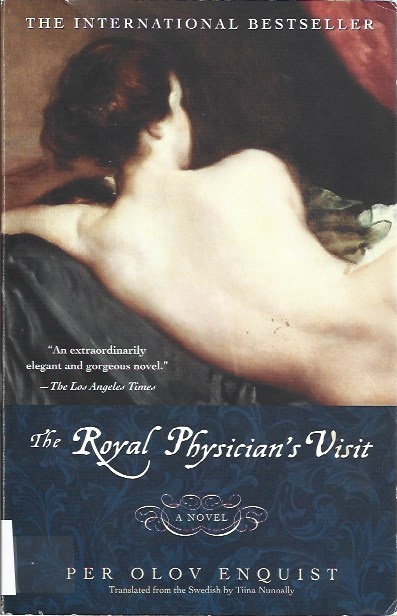 THE INTERNATIONAL BESTSELLER
“An extraordinarily
elegant and gorgeous novel.”
—The Los Angeles Times
The Royal Physician's Visit
A NOVEL
PER OLOV ENQUIST
Translated from the Swedish by Tiina Nunnally